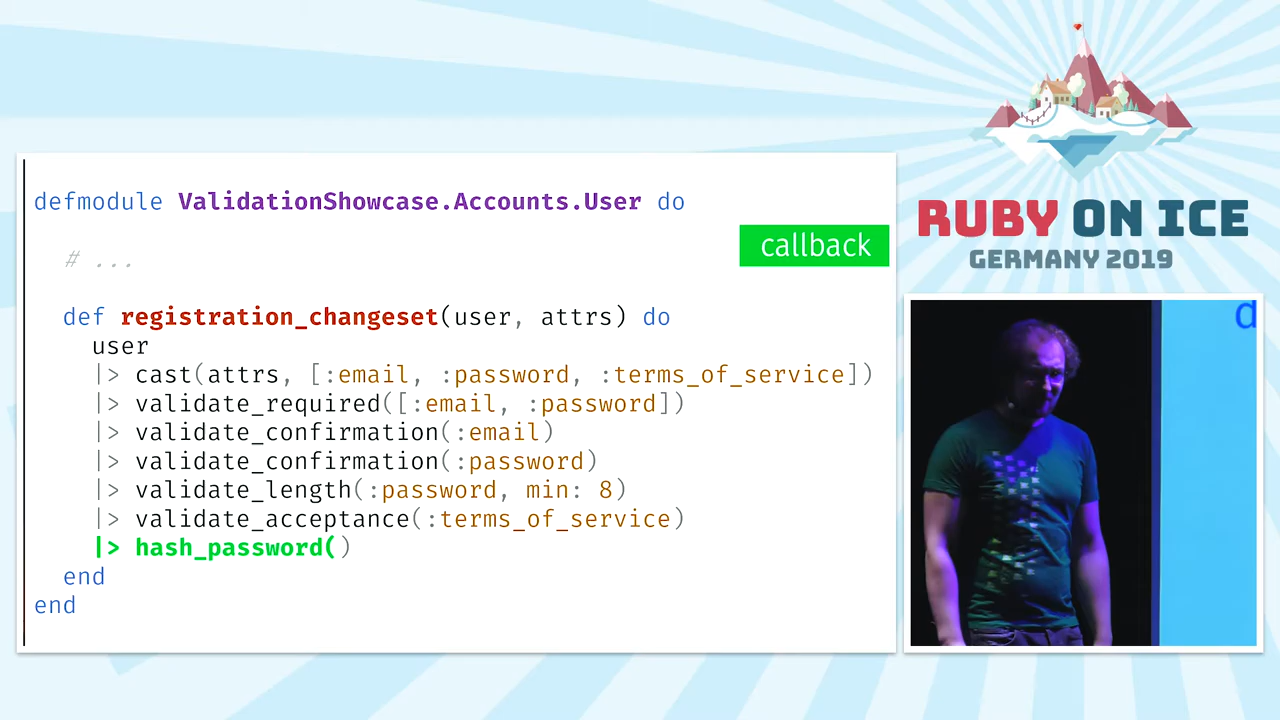 defmodule ValidationShowcase.Accounts.User do
# ...
callback
def registration_changeset(user, attrs) do
user
|> cast(attrs, [:email, :password, :terms_of_service])
|> validate_required([:email, :password])
|> validate_confirmation(:email)
|> validate_confirmation(:password)
|> validate_length(:password, min: 8)
|> validate_acceptance(:terms_of_service)
|> hash_password()
end
end
RUBY ON ICE
GERMANY 2019
d